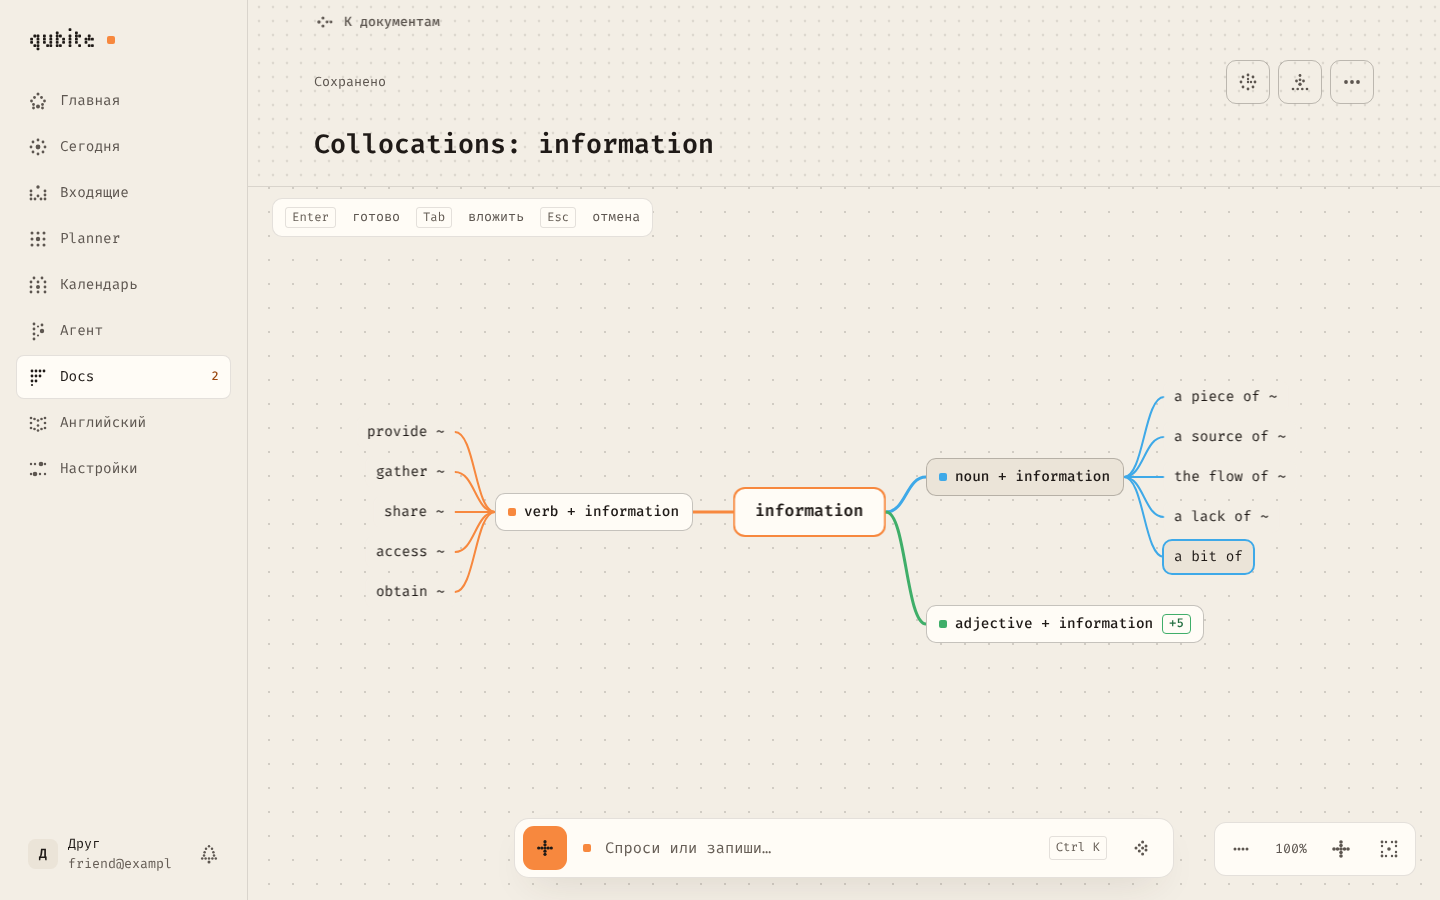 qubite
Главная
Сегодня
Входящие
Planner
Календарь
Агент
Docs 2
Английский
Настройки
Д
Друг
friend@exampl
К документам
Сохранено
Collocations: information
Enter готово Tab вложить Esc отмена
provide ~
gather ~
share ~
access ~
obtain ~
verb + information
information
noun + information
a piece of ~
a source of ~
the flow of ~
a lack of ~
a bit of
adjective + information +5
Спроси или запиши…
Ctrl K
100%